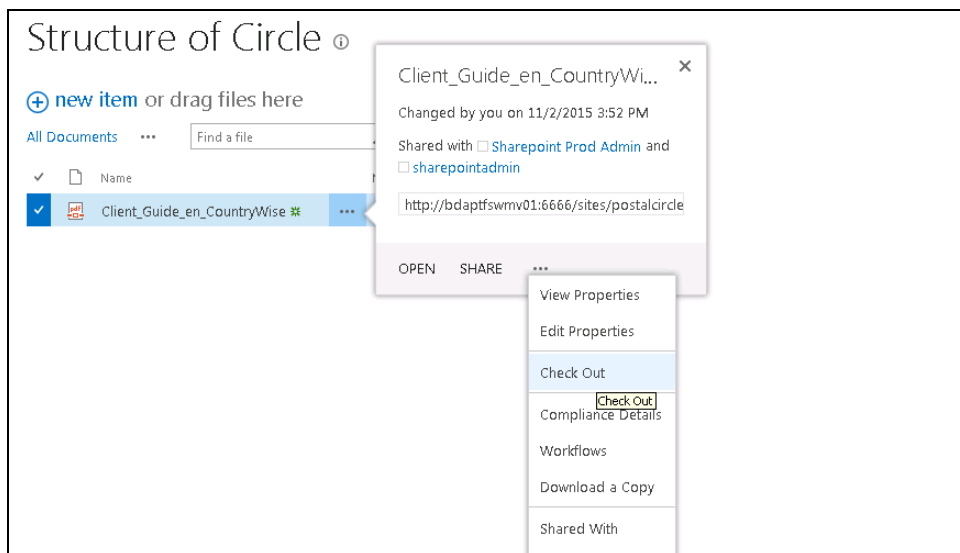 Structure of Circle
new item or drag files here
All Documents ...
Find a file
Name
Client_Guide_en_CountryWise
...
Client_Guide_en_CountryWi...
Changed by you on 11/2/2015 3:52 PM
Shared with Sharepoint Prod Admin and
sharepointadmin
http://bdaptfswmv01:6666/sites/postalcircle
OPEN SHARE ...
View Properties
Edit Properties
Check Out
Check Out
Compliance Details
Workflows
Download a Copy
Shared With